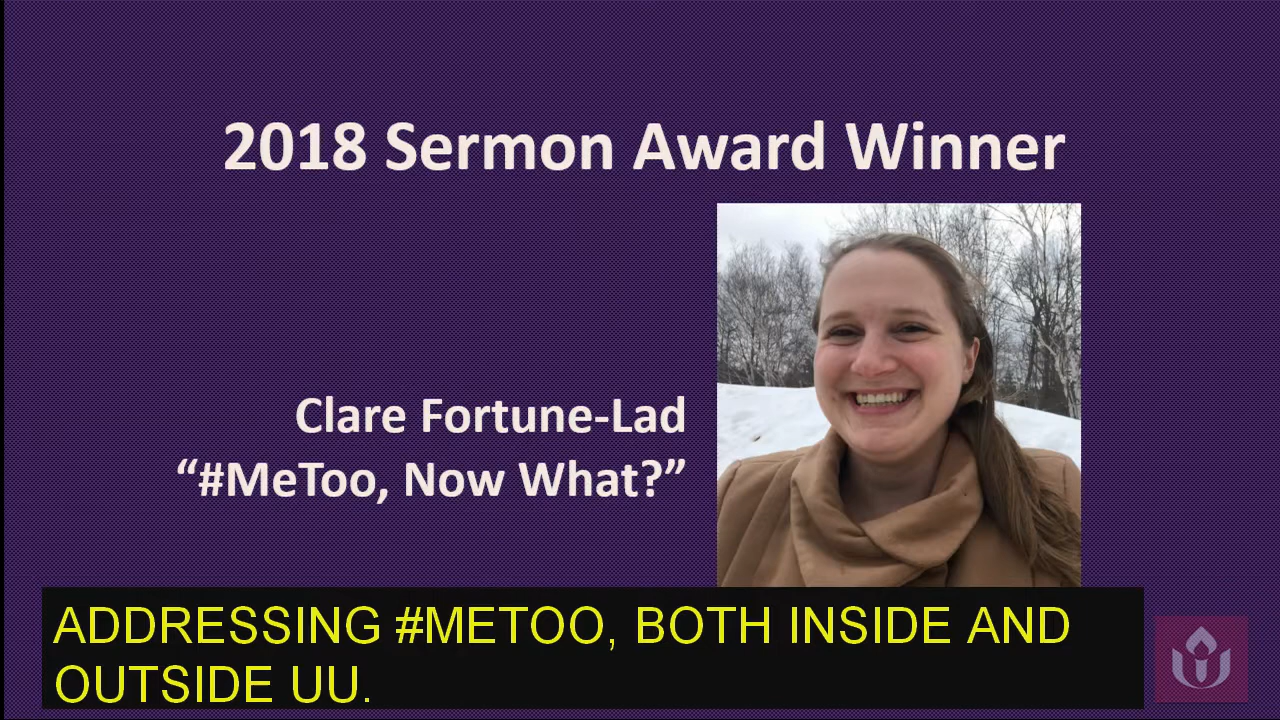 2018 Sermon Award Winner
Clare Fortune-Lad
“#MeToo, Now What?”
ADDRESSING #METOO, BOTH INSIDE AND
OUTSIDE UU.